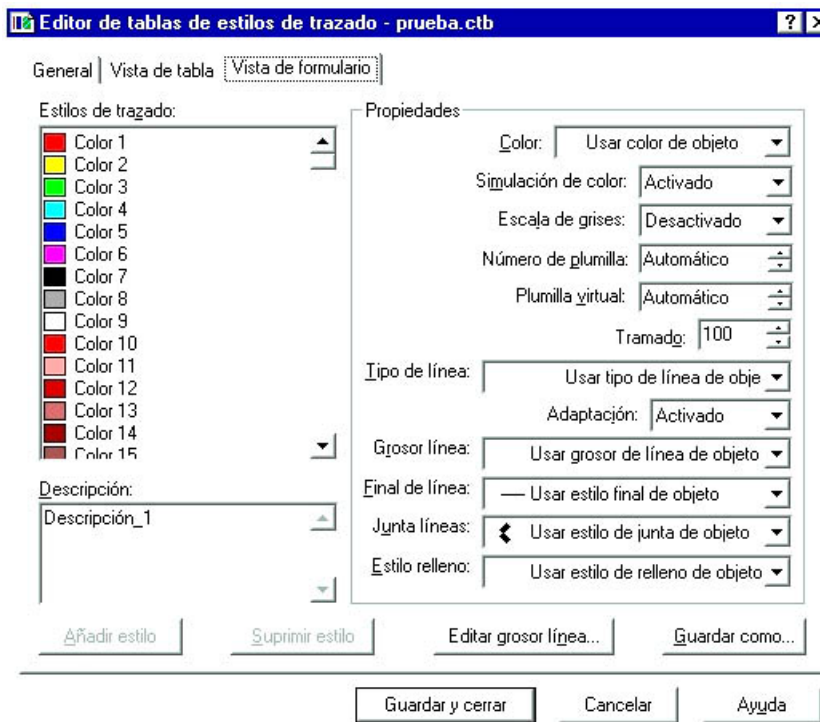 Editor de tablas de estilos de trazado - prueba.ctb
General
Vista de tabla
Vista de formulario
Estilos de trazado:
Color 1
Color 2
Color 3
Color 4
Color 5
Color 6
Color 7
Color 8
Color 9
Color 10
Color 11
Color 12
Color 13
Color 14
Color 15
Descripción:
Descripción_1
Propiedades
Color: Usar color de objeto
Simulación de color: Activado
Escala de grises: Desactivado
Número de plumilla: Automático
Plumilla virtual: Automático
Tramado: 100
Tipo de línea: Usar tipo de línea de obje
Adaptación: Activado
Grosor línea: Usar grosor de línea de objeto
Final de línea: Usar estilo final de objeto
Junta líneas: Usar estilo de junta de objeto
Estilo relleno: Usar estilo de relleno de objeto
Añadir estilo
Suprimir estilo
Editar grosor línea...
Guardar como...
Guardar y cerrar
Cancelar
Ayuda